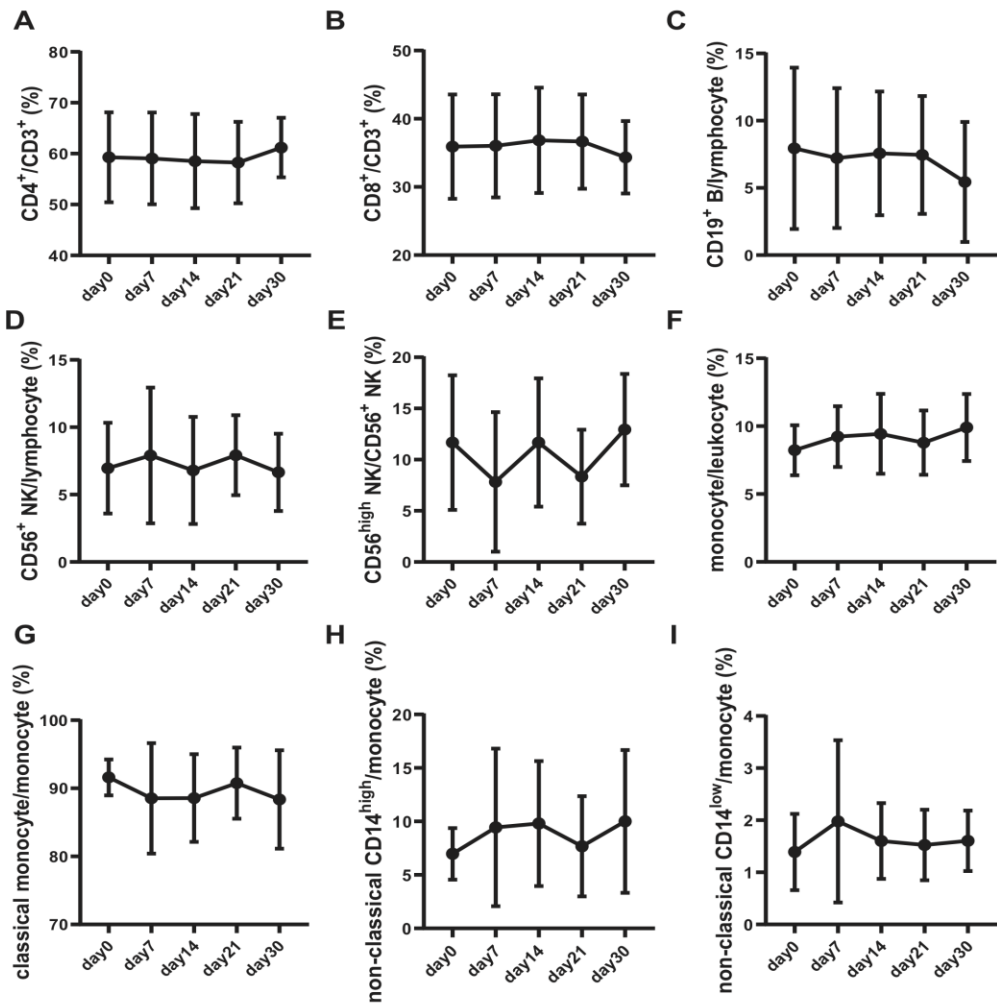 A
CD4+/CD3+ (%)
80
70
60
50
40
day0
day7
day14
day21
day30
B
CD8+/CD3+ (%)
50
40
30
20
day0
day7
day14
day21
day30
C
CD19+ B/lymphocyte (%)
15
10
5
0
day0
day7
day14
day21
day30
D
CD56+ NK/lymphocyte (%)
15
10
5
0
day0
day7
day14
day21
day30
E
CD56high NK/CD56+ NK (%)
20
15
10
5
0
day0
day7
day14
day21
day30
F
monocyte/leukocyte (%)
15
10
5
0
day0
day7
day14
day21
day30
G
classical monocyte/monocyte (%)
100
90
80
70
day0
day7
day14
day21
day30
H
non-classical CD14high/monocyte (%)
20
15
10
5
0
day0
day7
day14
day21
day30
I
non-classical CD14low/monocyte (%)
4
3
2
1
0
day0
day7
day14
day21
day30